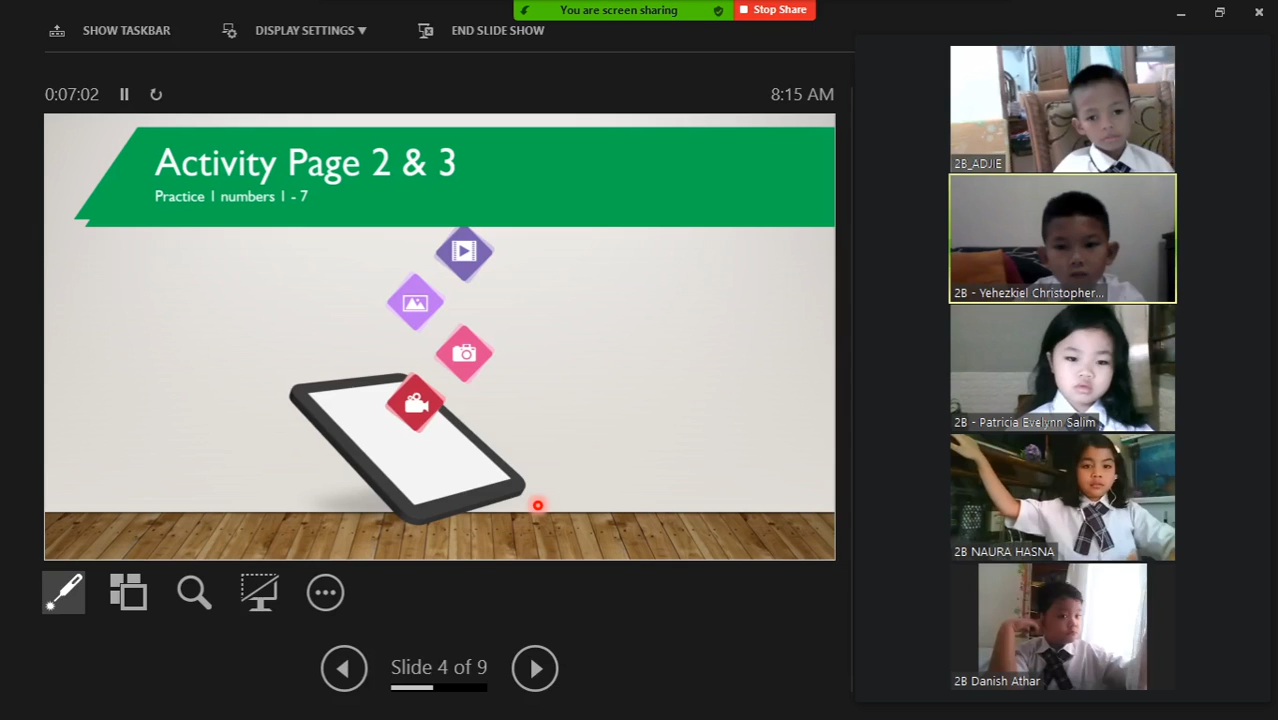 You are screen sharing
Stop Share
SHOW TASKBAR
DISPLAY SETTINGS
END SLIDE SHOW
0:07:02
8:15 AM
Activity Page 2 & 3
Practice 1 numbers 1 - 7
Slide 4 of 9
2B_ADJIE
2B - Yehezkiel Christopher...
2B - Patricia Evelynn Salim
2B NAURA HASNA
2B Danish Athar